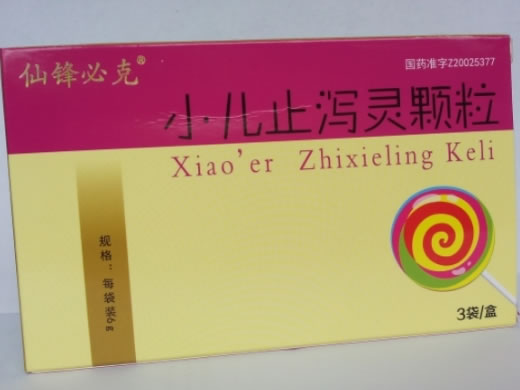 仙锋必克®
国药准字Z20025377
小儿止泻灵颗粒
Xiao'er Zhixieling Keli
规格：每袋装6g
3袋/盒